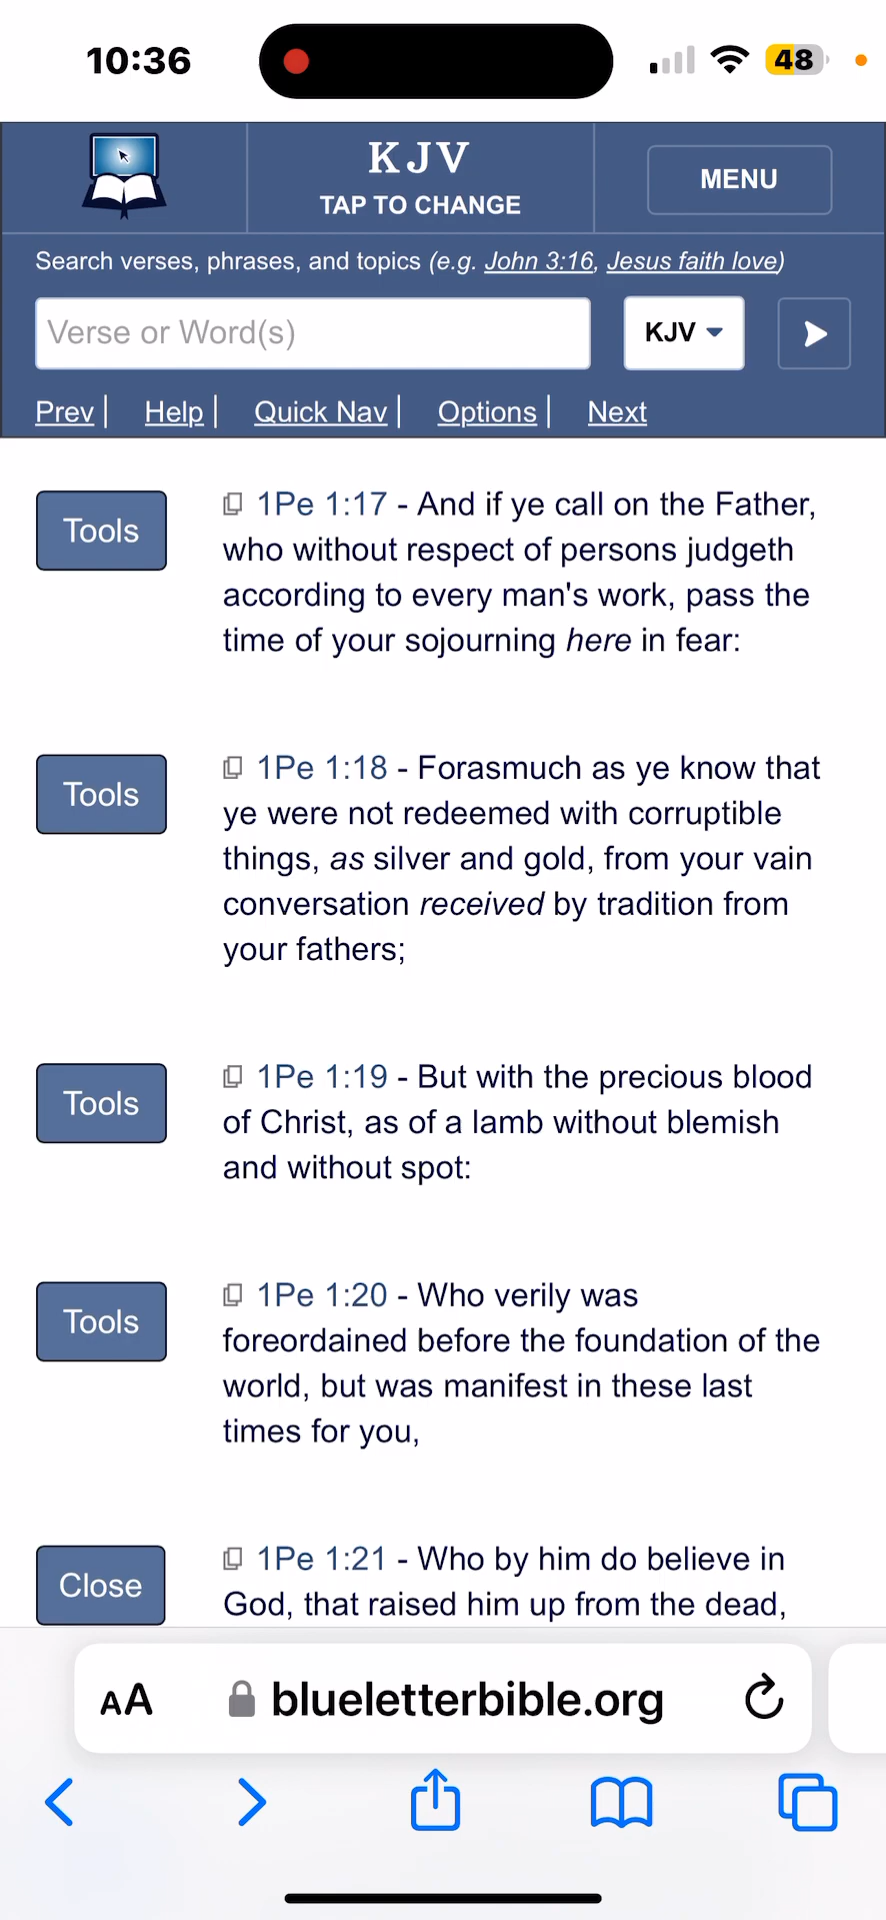 10:36
48
KJV
TAP TO CHANGE
MENU
Search verses, phrases, and topics (e.g. John 3:16, Jesus faith love)
Verse or Word(s)
KJV
Prev | Help | Quick Nav | Options | Next
Tools
1Pe 1:17 - And if ye call on the Father,
who without respect of persons judgeth
according to every man's work, pass the
time of your sojourning here in fear:
Tools
1Pe 1:18 - Forasmuch as ye know that
ye were not redeemed with corruptible
things, as silver and gold, from your vain
conversation received by tradition from
your fathers;
Tools
1Pe 1:19 - But with the precious blood
of Christ, as of a lamb without blemish
and without spot:
Tools
1Pe 1:20 - Who verily was
foreordained before the foundation of the
world, but was manifest in these last
times for you,
Close
1Pe 1:21 - Who by him do believe in
God, that raised him up from the dead,
AA blueletterbible.org